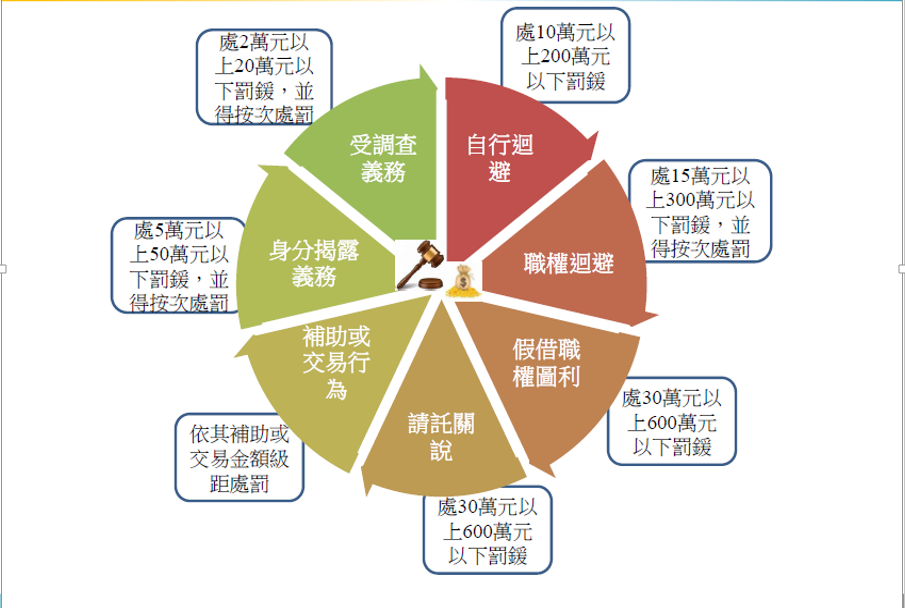 處10萬元以
上200萬元
以下罰鍰
自行迴
避
處15萬元以
上300萬元以
下罰鍰，並
得按次處罰
職權迴避
處30萬元以
上600萬元
以下罰鍰
假借職
權圖利
處30萬元以
上600萬元
以下罰鍰
請託關
說
依其補助或
交易金額級
距處罰
補助或
交易行
為
處5萬元以
上50萬元以
下罰鍰，並
得按次處罰
身分揭露
義務
處2萬元以
上20萬元以
下罰鍰，並
得按次處罰
受調查
義務
$